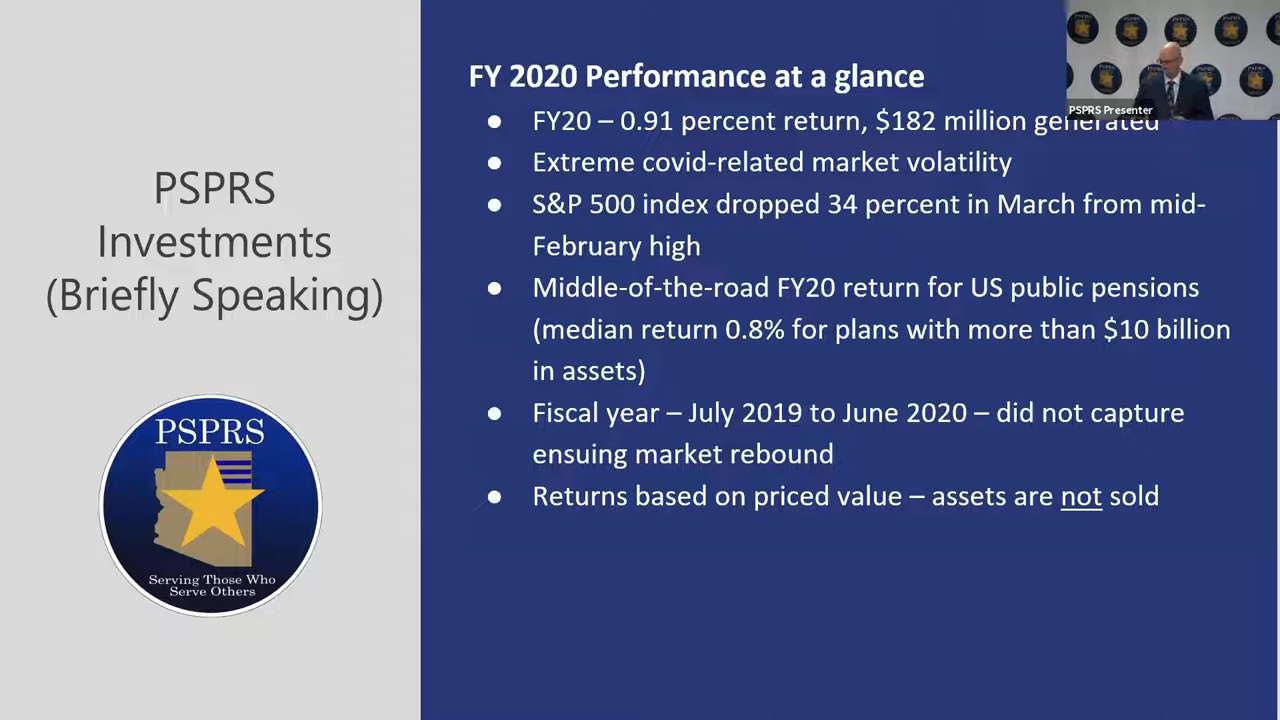 PSPRS
Investments
(Briefly Speaking)
PSPRS
Serving Those Who
Serve Others
FY 2020 Performance at a glance
● FY20 – 0.91 percent return, $182 million generated
● Extreme covid-related market volatility
● S&P 500 index dropped 34 percent in March from mid-
February high
● Middle-of-the-road FY20 return for US public pensions
(median return 0.8% for plans with more than $10 billion
in assets)
● Fiscal year – July 2019 to June 2020 – did not capture
ensuing market rebound
● Returns based on priced value – assets are not sold
PSPRS Presenter